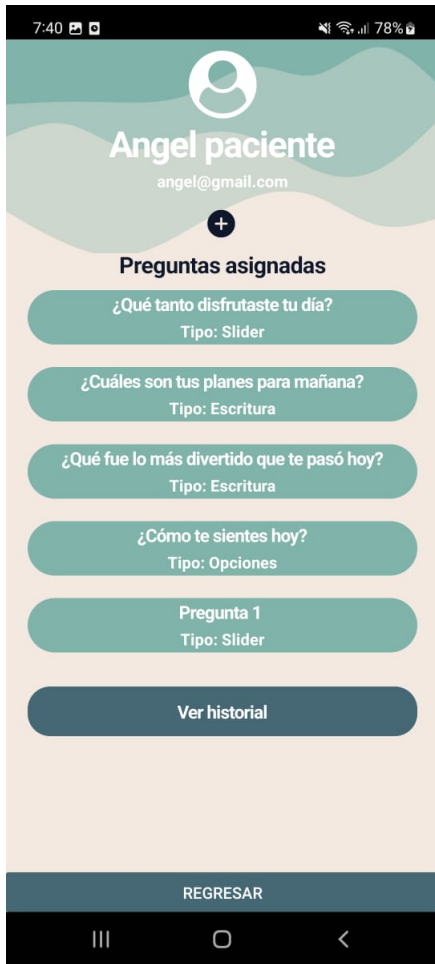 7:40 78%
Angel paciente
angel@gmail.com
Preguntas asignadas
¿Qué tanto disfrutaste tu día?
Tipo: Slider
¿Cuáles son tus planes para mañana?
Tipo: Escritura
¿Qué fue lo más divertido que te pasó hoy?
Tipo: Escritura
¿Cómo te sientes hoy?
Tipo: Opciones
Pregunta 1
Tipo: Slider
Ver historial
REGRESAR